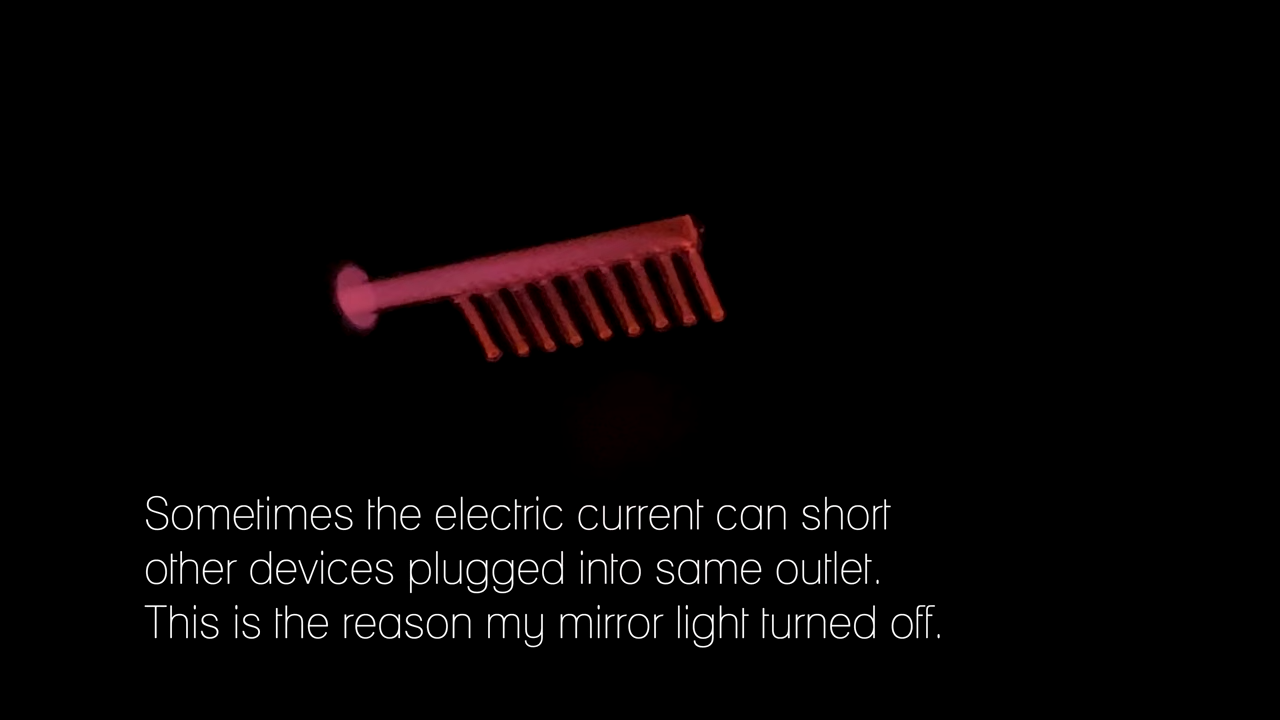 Sometimes the electric current can short
other devices plugged into same outlet.
This is the reason my mirror light turned off.